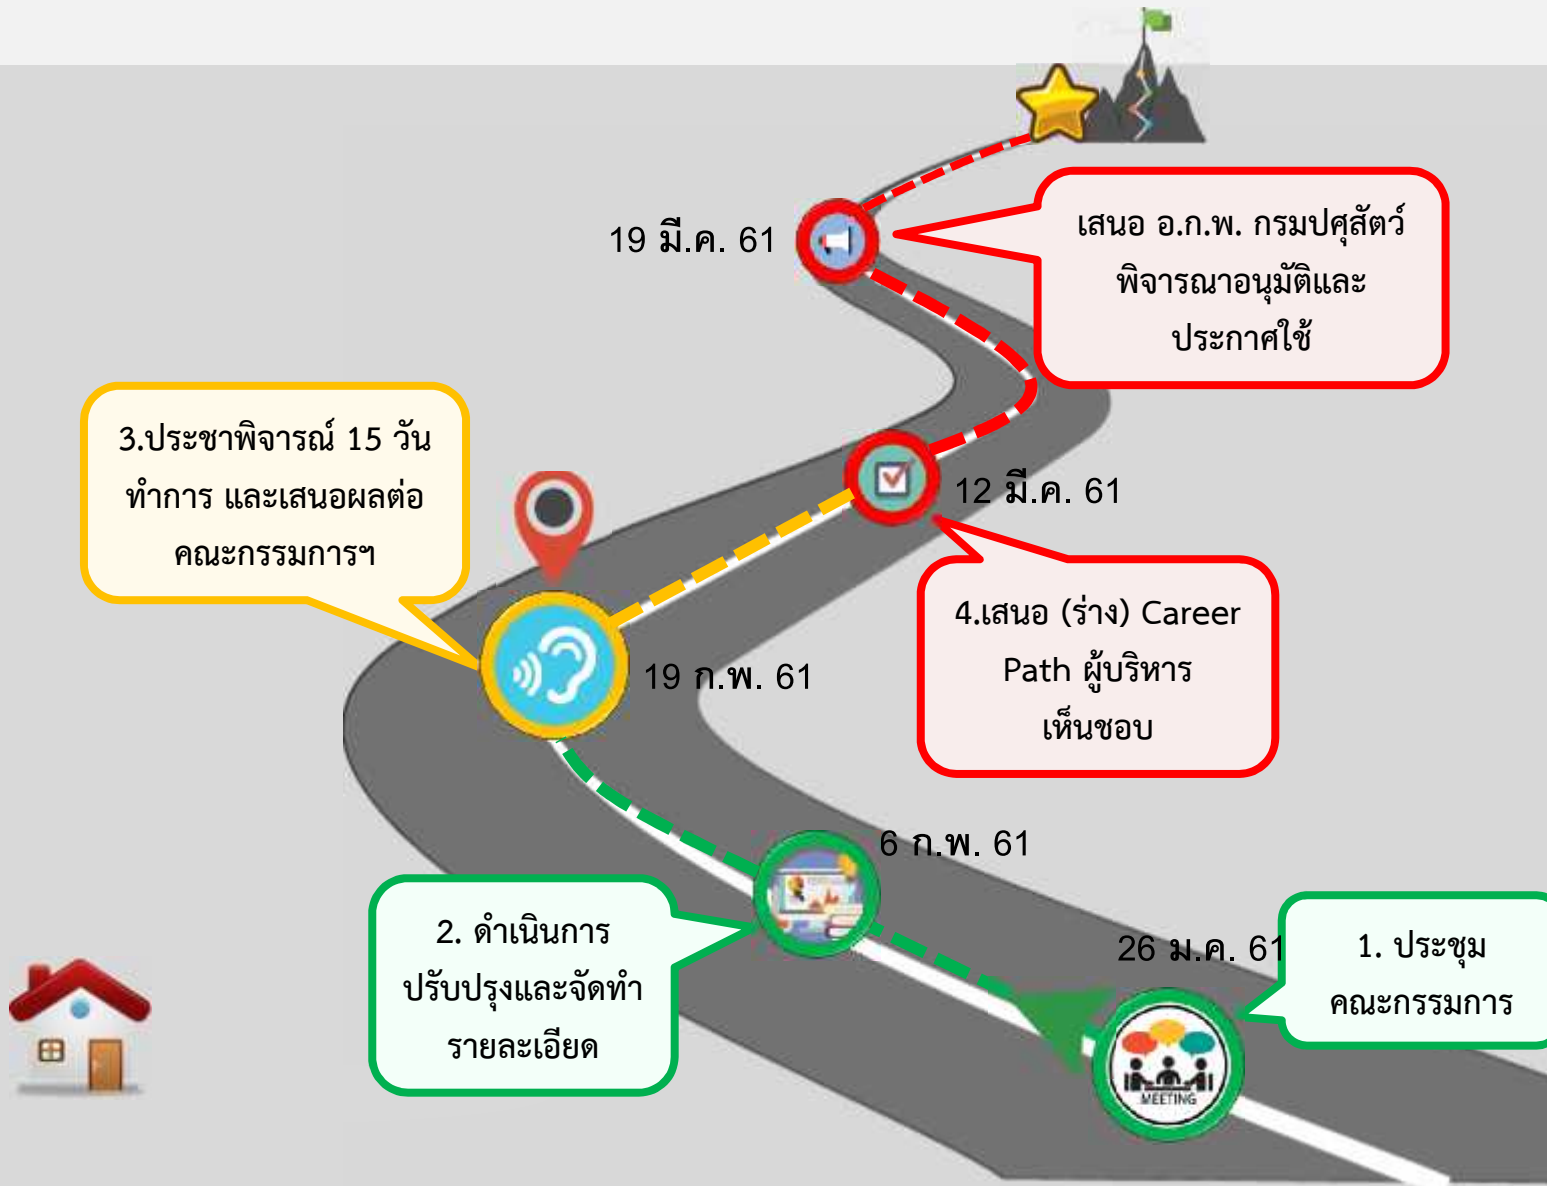 19 มี.ค. 61
เสนอ อ.ก.พ. กรมปศุสัตว์
พิจารณาอนุมัติและ
ประกาศใช้
3.ประชาพิจารณ์ 15 วัน
ทำการ และเสนอผลต่อ
คณะกรรมการฯ
12 มี.ค. 61
4.เสนอ (ร่าง) Career
Path ผู้บริหาร
เห็นชอบ
19 ก.พ. 61
6 ก.พ. 61
2. ดำเนินการ
ปรับปรุงและจัดทำ
รายละเอียด
26 ม.ค. 61
1. ประชุม
คณะกรรมการ
MEETING